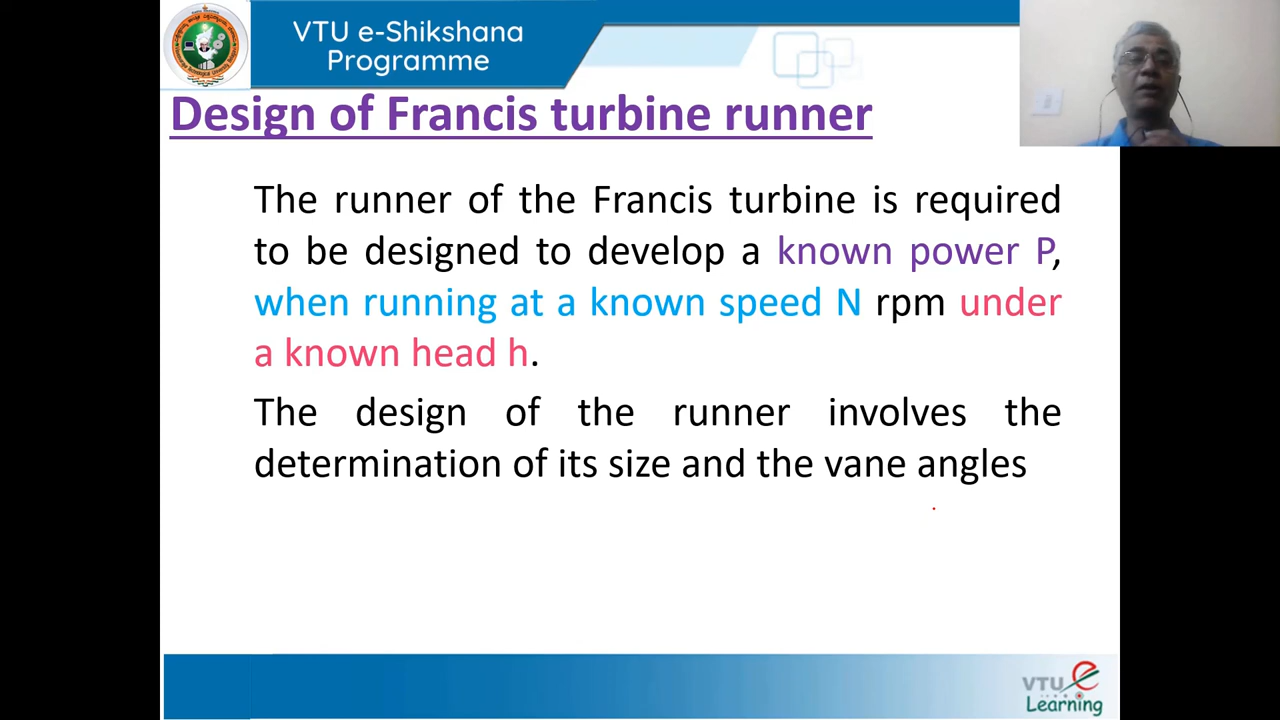 VTU e-Shikshana
Programme
Design of Francis turbine runner
The runner of the Francis turbine is required
to be designed to develop a known power P,
when running at a known speed N rpm under
a known head h.
The design of the runner involves the
determination of its size and the vane angles
VTU e
Learning